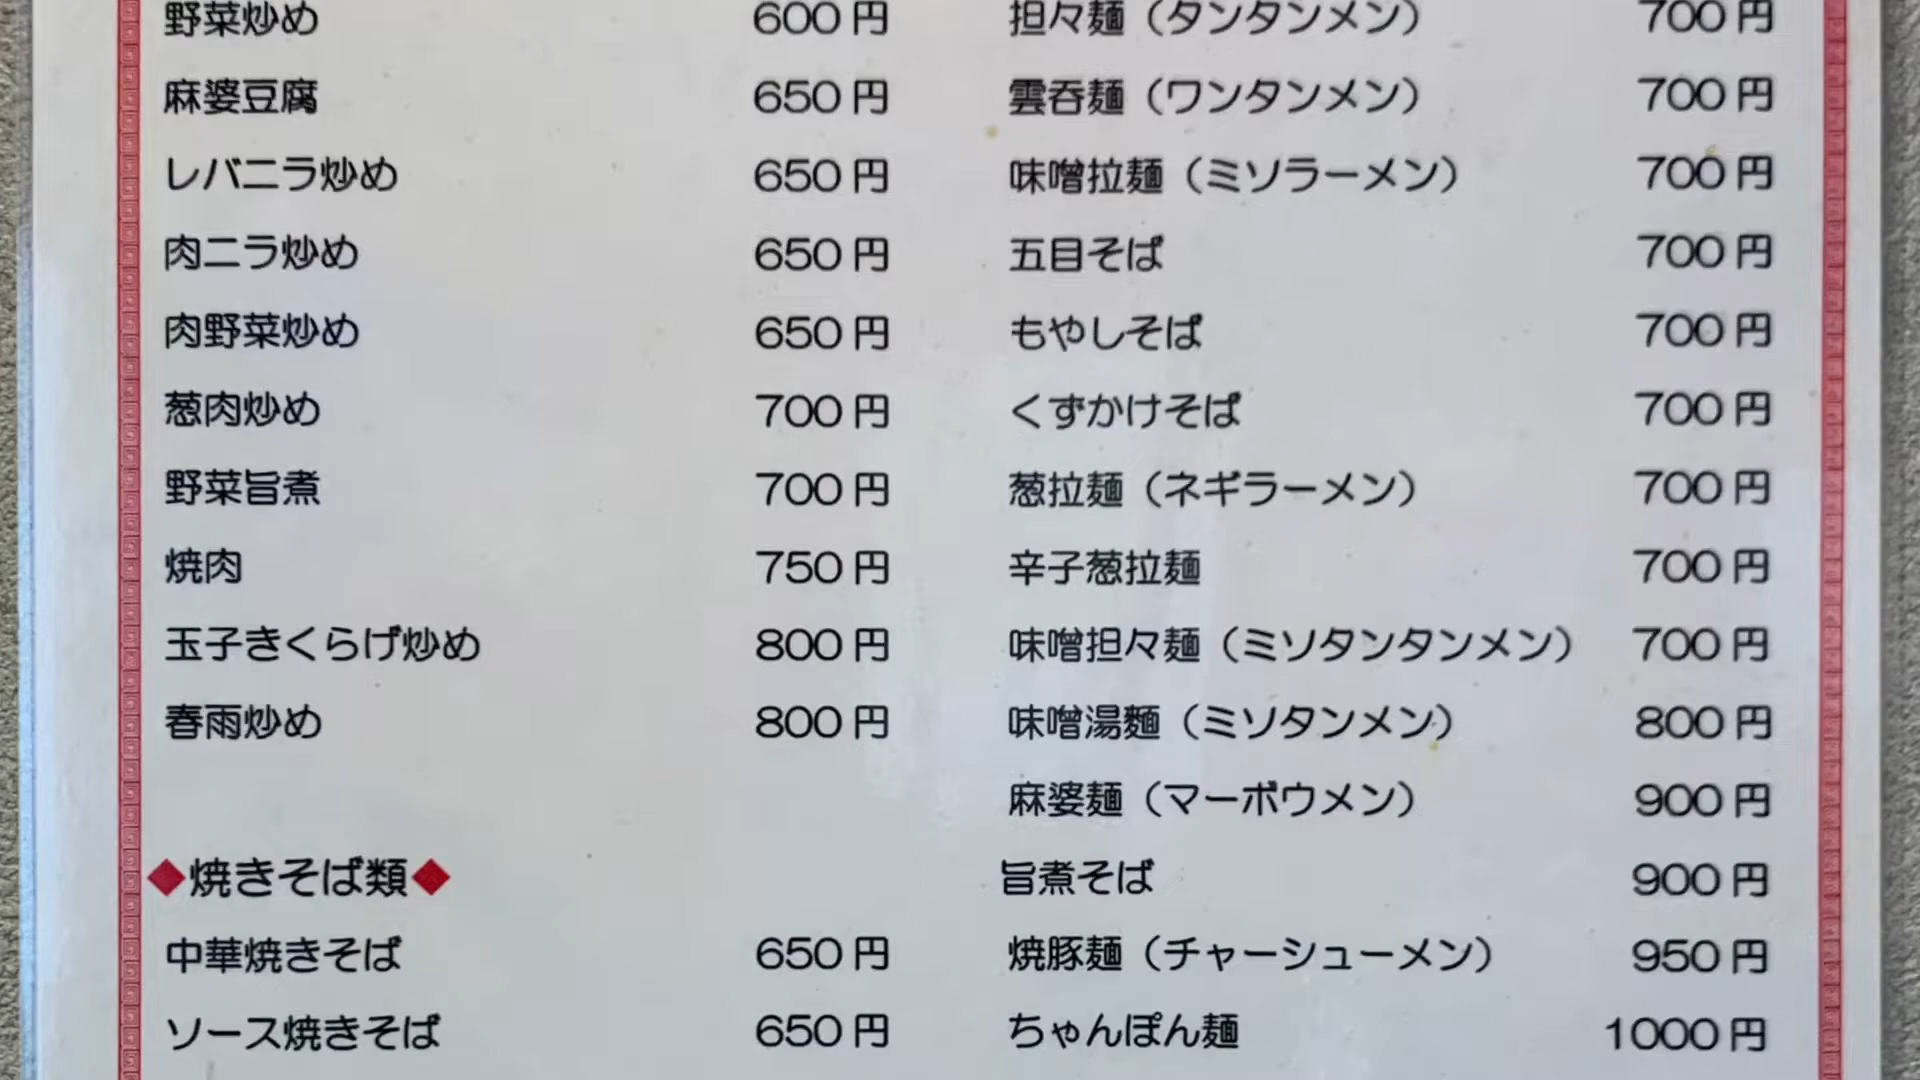 野菜炒め 600円
麻婆豆腐 650円
レバニラ炒め 650円
肉ニラ炒め 650円
肉野菜炒め 650円
葱肉炒め 700円
野菜旨煮 700円
焼肉 750円
玉子きくらげ炒め 800円
春雨炒め 800円
◆焼きそば類◆
中華焼きそば 650円
ソース焼きそば 650円
担々麺（タンタンメン） 700円
雲呑麺（ワンタンメン） 700円
味噌拉麺（ミソラーメン） 700円
五目そば 700円
もやしそば 700円
くずかけそば 700円
葱拉麺（ネギラーメン） 700円
辛子葱拉麺 700円
味噌担々麺（ミソタンタンメン） 700円
味噌湯麺（ミソタンメン） 800円
麻婆麺（マーボウメン） 900円
旨煮そば 900円
焼豚麺（チャーシューメン） 950円
ちゃんぽん麺 1000円